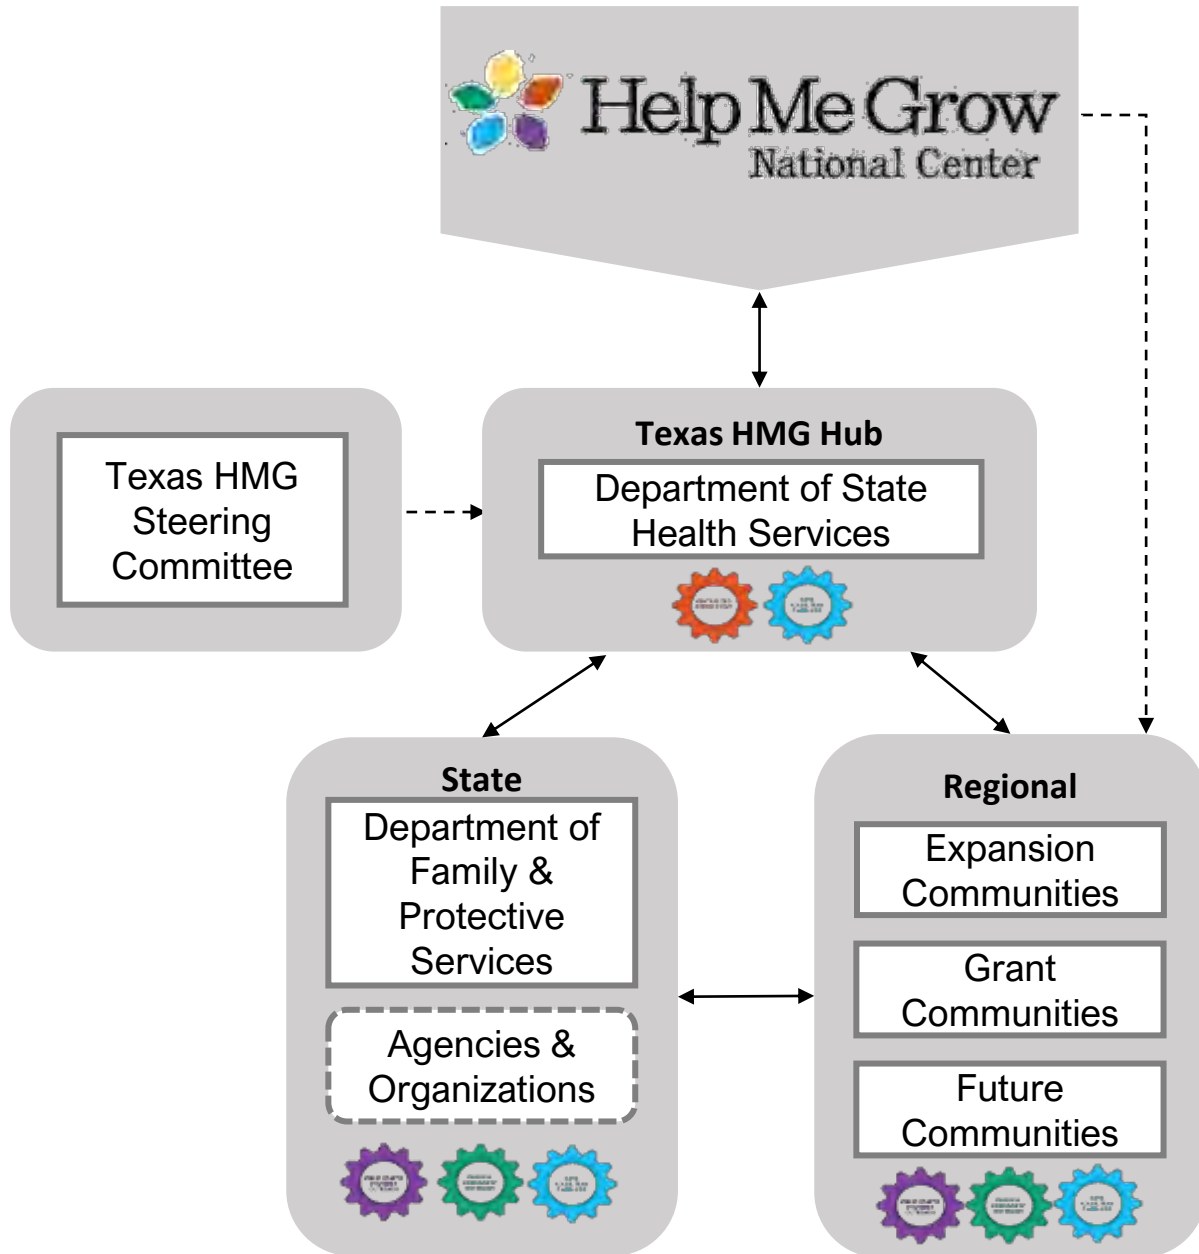 Help Me Grow
National Center
Texas HMG
Steering
Committee
Texas HMG Hub
Department of State
Health Services
State
Department of
Family &
Protective
Services
Agencies &
Organizations
Regional
Expansion
Communities
Grant
Communities
Future
Communities